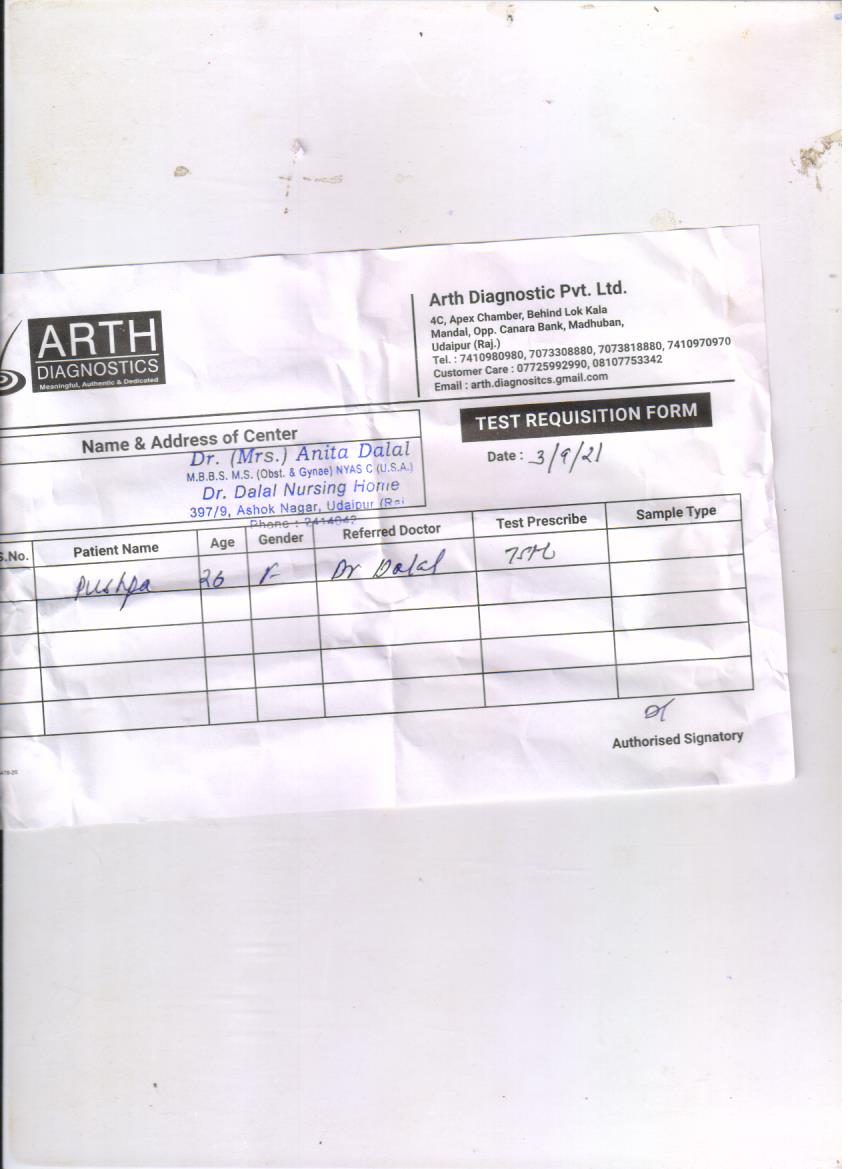 ARTH
DIAGNOSTICS
Meaningful, Authentic & Dedicated
Arth Diagnostic Pvt. Ltd.
4C, Apex Chamber, Behind Lok Kala
Mandal, Opp. Canara Bank, Madhuban,
Udaipur (Raj.)
Tel. : 7410980980, 7073308880, 7073818880, 7410970970
Customer Care : 07725992990, 08107753342
Email : arth.diagnositcs.gmail.com
TEST REQUISITION FORM
Date : 3/9/21
Name & Address of Center
Dr. (Mrs.) Anita Dalal
M.B.B.S. M.S. (Obst. & Gynae) NYAS C (U.S.A.)
Dr. Dalal Nursing Home
397/9, Ashok Nagar, Udaipur (Raj
Phone : 2414042
S.No. Patient Name Age Gender Referred Doctor Test Prescribe Sample Type
Pushpa 26 F Dr Dalal TSH
Authorised Signatory